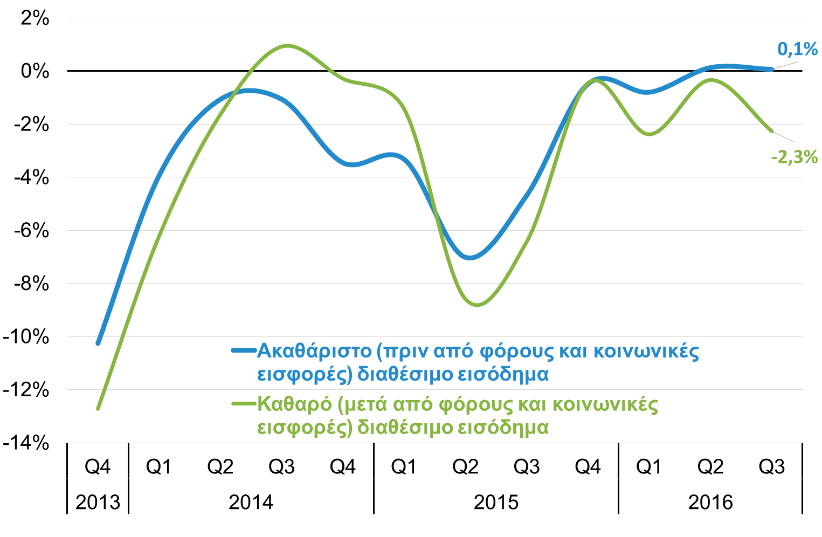 2%
0,1%
0%
-2%
-2,3%
-4%
-6%
-8%
-10%
Ακαθάριστο (πριν από φόρους και κοινωνικές
εισφορές) διαθέσιμο εισόδημα
-12%
Καθαρό (μετά από φόρους και κοινωνικές
εισφορές) διαθέσιμο εισόδημα
-14%
Q4 Q1 Q2 Q3 Q4 Q1 Q2 Q3 Q4 Q1 Q2 Q3
2013 2014 2015 2016